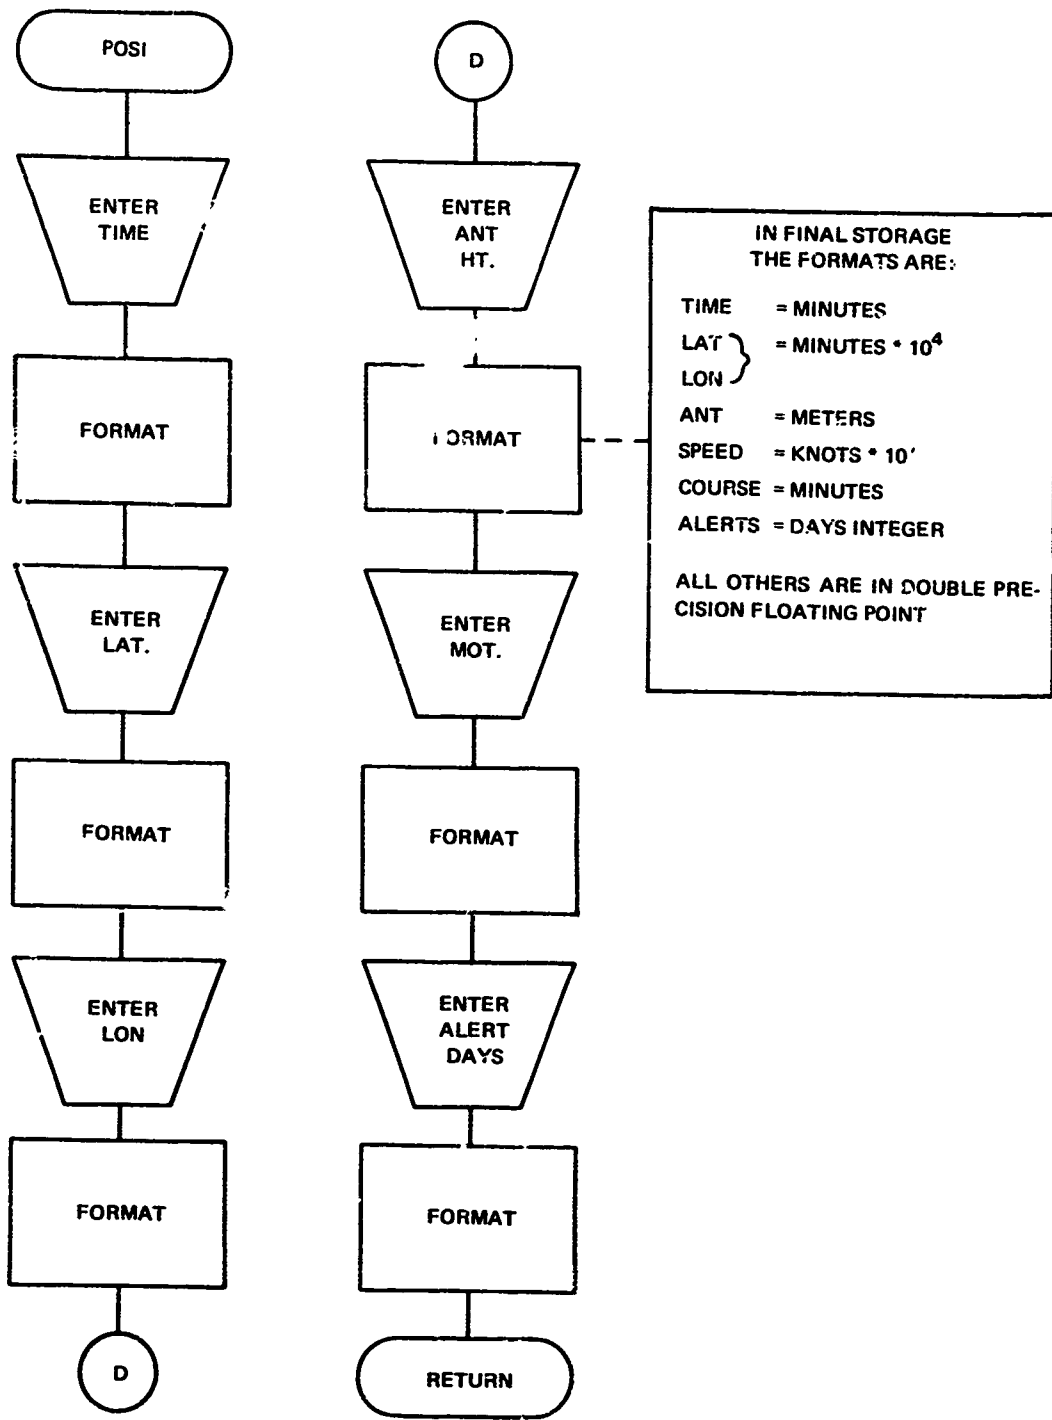 POSI
ENTER
TIME
FORMAT
ENTER
LAT.
FORMAT
ENTER
LON
FORMAT
D
D
ENTER
ANT
HT.
FORMAT
ENTER
MOT.
FORMAT
ENTER
ALERT
DAYS
FORMAT
RETURN
IN FINAL STORAGE
THE FORMATS ARE:
TIME = MINUTES
LAT = MINUTES * 10⁴
LON
ANT = METERS
SPEED = KNOTS * 10'
COURSE = MINUTES
ALERTS = DAYS INTEGER
ALL OTHERS ARE IN DOUBLE PRE-
CISION FLOATING POINT